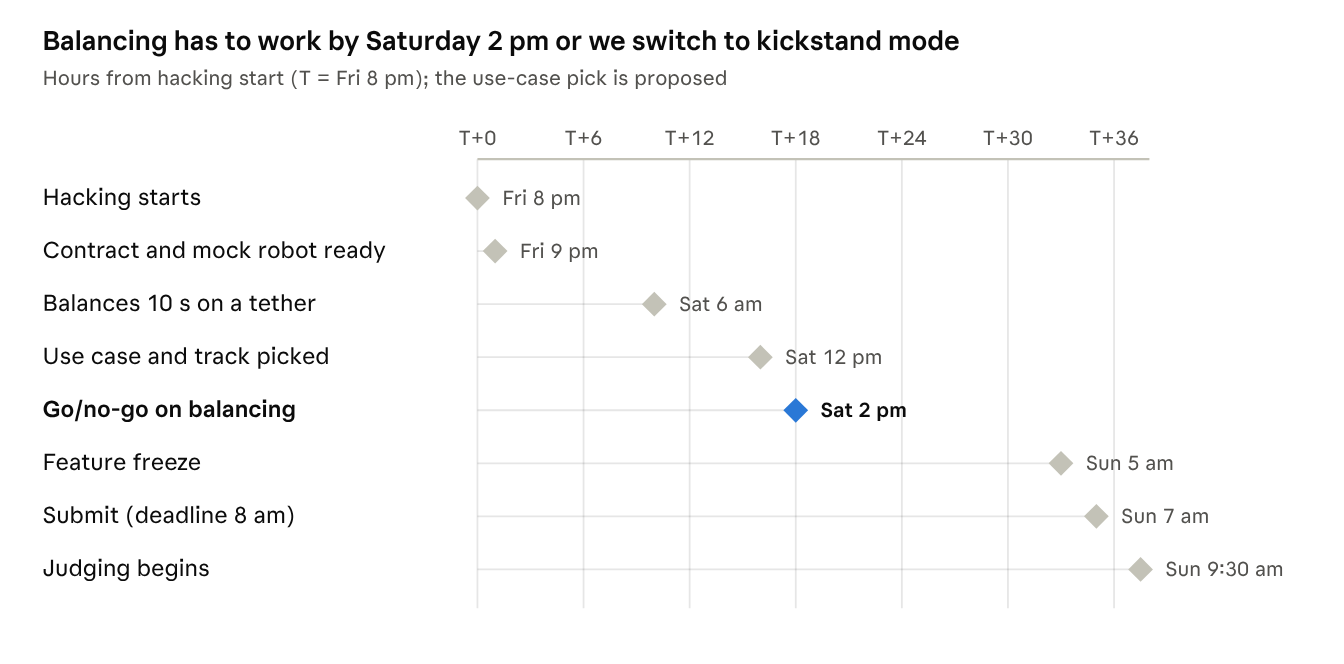 Balancing has to work by Saturday 2 pm or we switch to kickstand mode
Hours from hacking start (T = Fri 8 pm); the use-case pick is proposed
T+0 T+6 T+12 T+18 T+24 T+30 T+36
Hacking starts Fri 8 pm
Contract and mock robot ready Fri 9 pm
Balances 10 s on a tether Sat 6 am
Use case and track picked Sat 12 pm
Go/no-go on balancing Sat 2 pm
Feature freeze Sun 5 am
Submit (deadline 8 am) Sun 7 am
Judging begins Sun 9:30 am